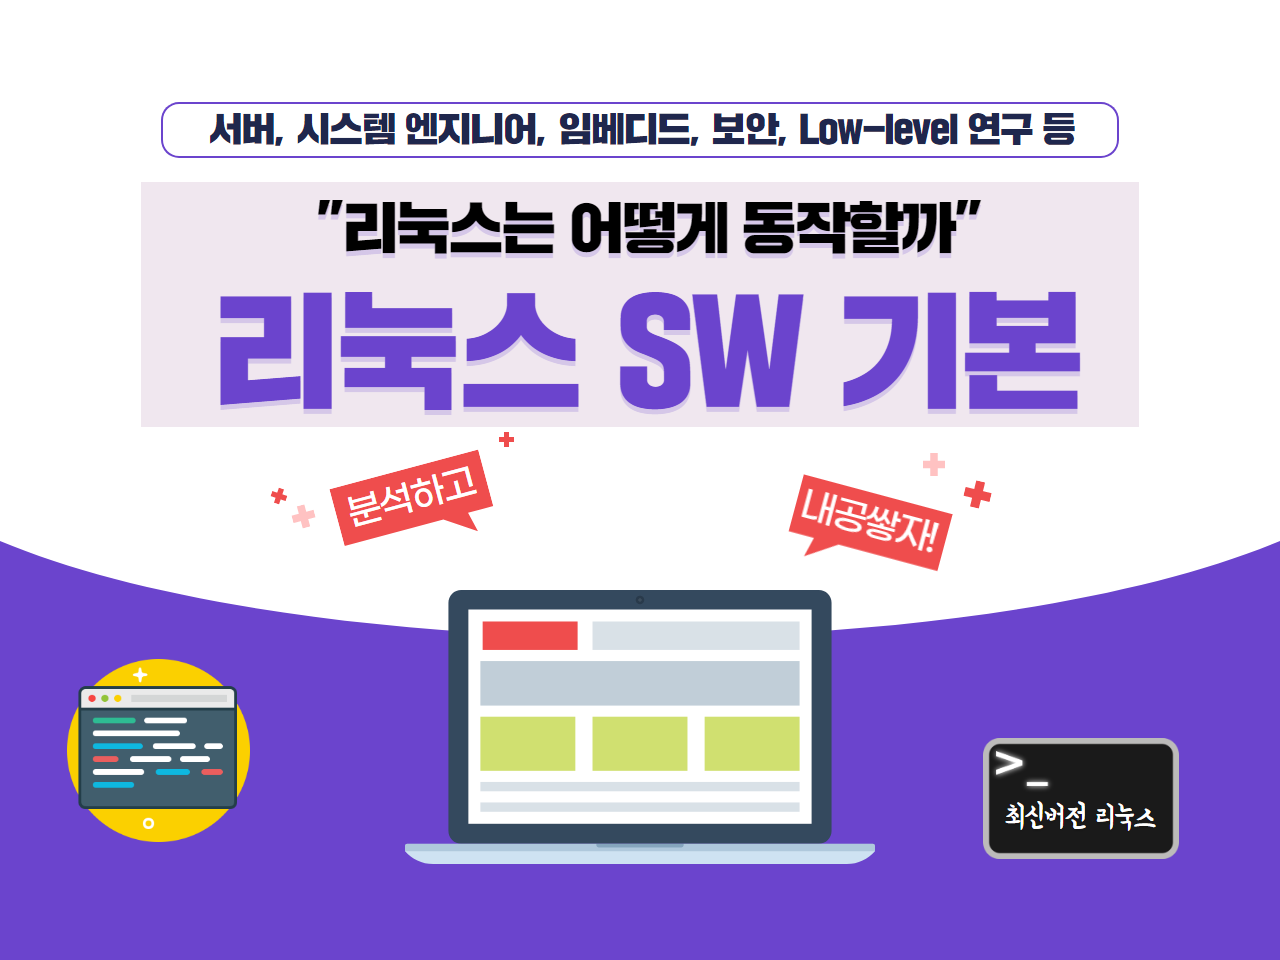 서버, 시스템 엔지니어, 임베디드, 보안, Low-level 연구 등
"리눅스는 어떻게 동작할까"
리눅스 SW 기본
분석하고
내공쌓자!
>_
최신버전 리눅스